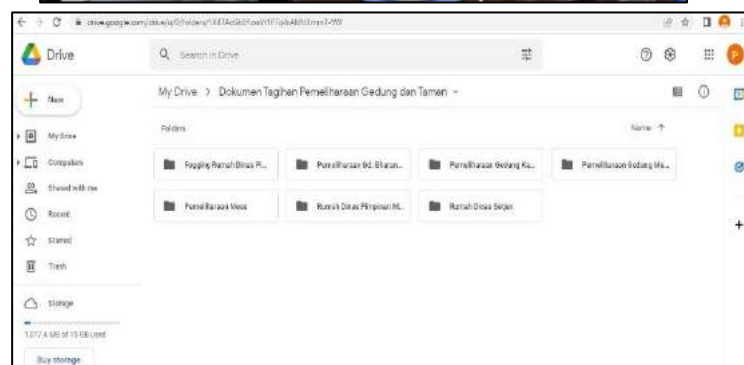 Drive
Search in Drive
New
My Drive > Dokumen Tagihan Pemeliharaan Gedung dan Taman
Folders
Name ↑
My Drive
Computers
Shared with me
Recent
Starred
Trash
Storage
Buy storage
Fogging Rumah Dinas Pi...
Pemeliharaan Gd. Bharan...
Pemeliharaan Gedung Ka...
Pemeliharaan Gedung Ma...
Pemeliharaan Mess
Rumah Dinas Pimpinan M...
Rumah Dinas Setjen